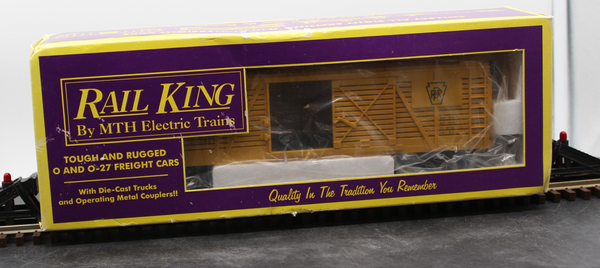 RAIL KING
By MTH Electric Trains
TOUGH AND RUGGED
O AND O-27 FREIGHT CARS
With Die-Cast Trucks
and Operating Metal Couplers!!
Quality In The Tradition You Remember